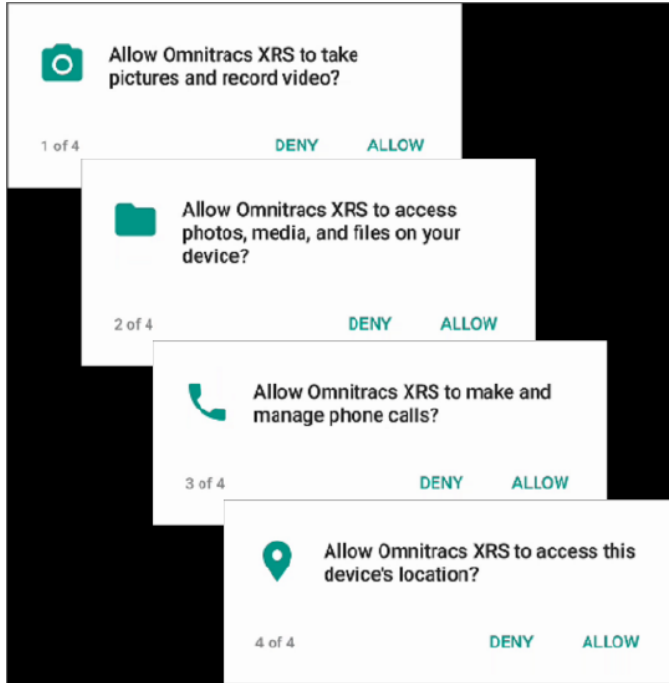 Allow Omnitracs XRS to take
pictures and record video?
1 of 4
DENY
ALLOW
Allow Omnitracs XRS to access
photos, media, and files on your
device?
2 of 4
DENY
ALLOW
Allow Omnitracs XRS to make and
manage phone calls?
3 of 4
DENY
ALLOW
Allow Omnitracs XRS to access this
device's location?
4 of 4
DENY
ALLOW